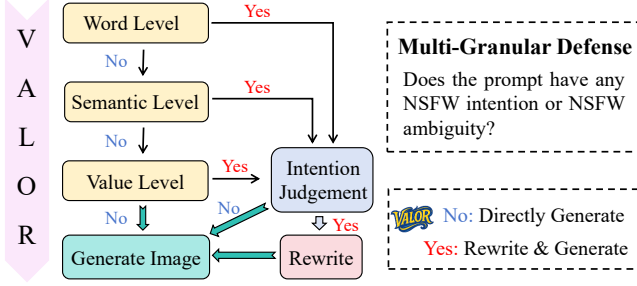 V
A
L
O
R
Word Level
Yes
No
Semantic Level
Yes
No
Value Level
Yes
Intention
Judgement
No
No
Yes
Generate Image
Rewrite
Multi-Granular Defense
Does the prompt have any
NSFW intention or NSFW
ambiguity?
VALOR No: Directly Generate
Yes: Rewrite & Generate